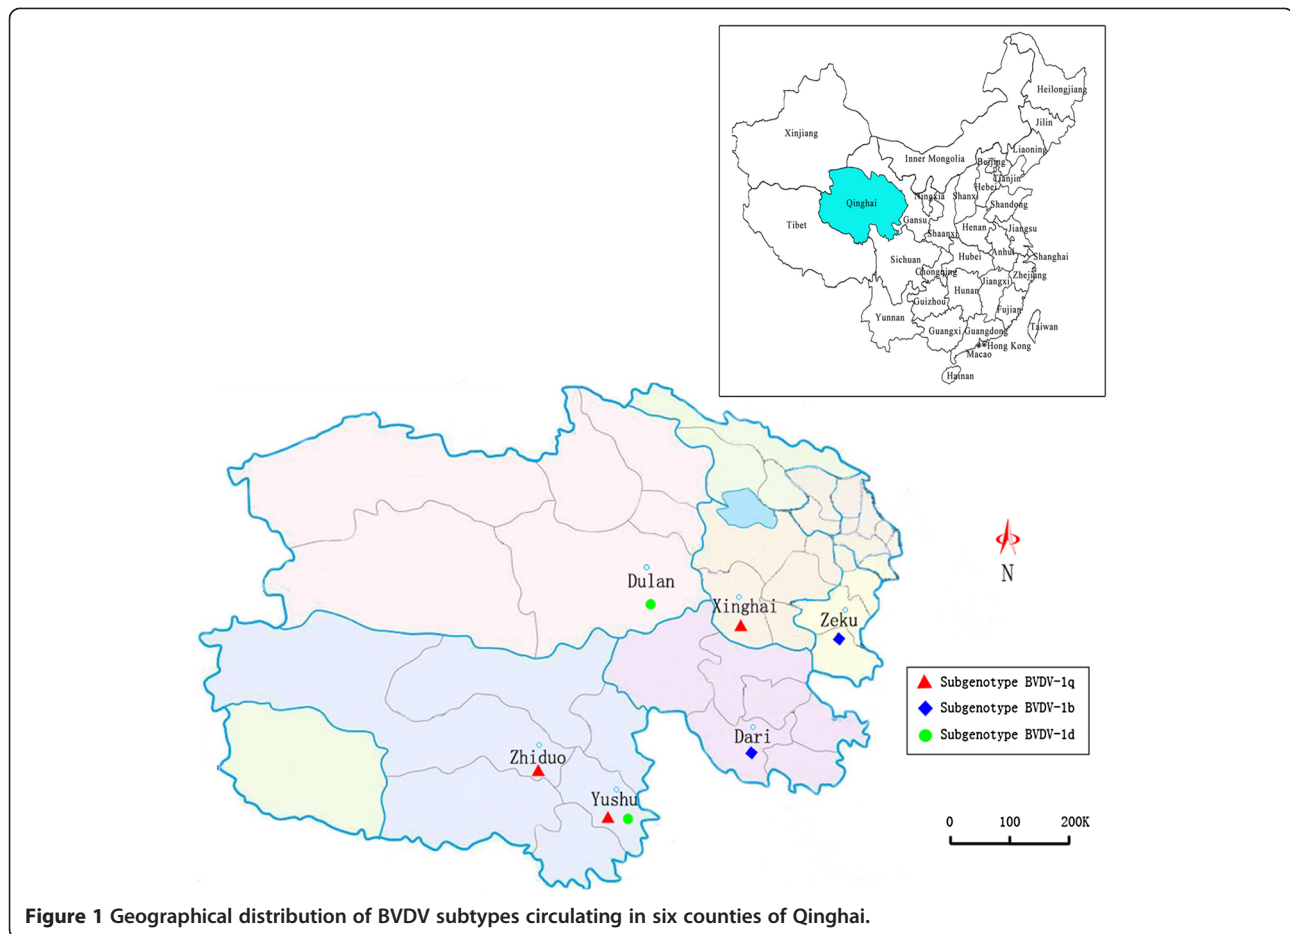 Heilongjiang
Jilin
Xinjiang
Liaoning
Inner Mongolia
Beijing
Tianjin
Hebei
Ningxia
Shanxi
Qinghai
Shandong
Gansu
Tibet
Henan
Jiangsu
Shaanxi
Anhui
Sichuan
Hubei
Shanghai
Chongqing
Zhejiang
Jiangxi
Hunan
Guizhou
Fujian
Yunnan
Guangxi
Guangdong
Taiwan
Hong Kong
Macao
Hainan
N
Dulan
Xinghai
Zeku
Dari
Zhiduo
Yushu
Subgenotype BVDV-1q
Subgenotype BVDV-1b
Subgenotype BVDV-1d
0 100 200K
Figure 1 Geographical distribution of BVDV subtypes circulating in six counties of Qinghai.